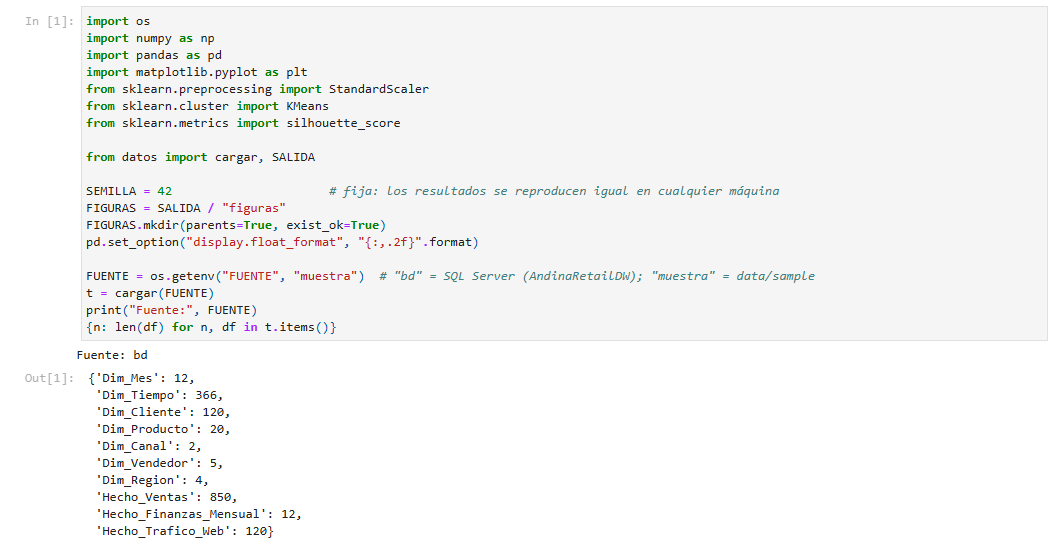 In [1]:
import os
import numpy as np
import pandas as pd
import matplotlib.pyplot as plt
from sklearn.preprocessing import StandardScaler
from sklearn.cluster import KMeans
from sklearn.metrics import silhouette_score

from datos import cargar, SALIDA

SEMILLA = 42                          # fija: los resultados se reproducen igual en cualquier máquina
FIGURAS = SALIDA / "figuras"
FIGURAS.mkdir(parents=True, exist_ok=True)
pd.set_option("display.float_format", "{:,.2f}".format)

FUENTE = os.getenv("FUENTE", "muestra")  # "bd" = SQL Server (AndinaRetailDW); "muestra" = data/sample
t = cargar(FUENTE)
print("Fuente:", FUENTE)
{n: len(df) for n, df in t.items()}
Fuente: bd
Out[1]:
{'Dim_Mes': 12,
 'Dim_Tiempo': 366,
 'Dim_Cliente': 120,
 'Dim_Producto': 20,
 'Dim_Canal': 2,
 'Dim_Vendedor': 5,
 'Dim_Region': 4,
 'Hecho_Ventas': 850,
 'Hecho_Finanzas_Mensual': 12,
 'Hecho_Trafico_Web': 120}